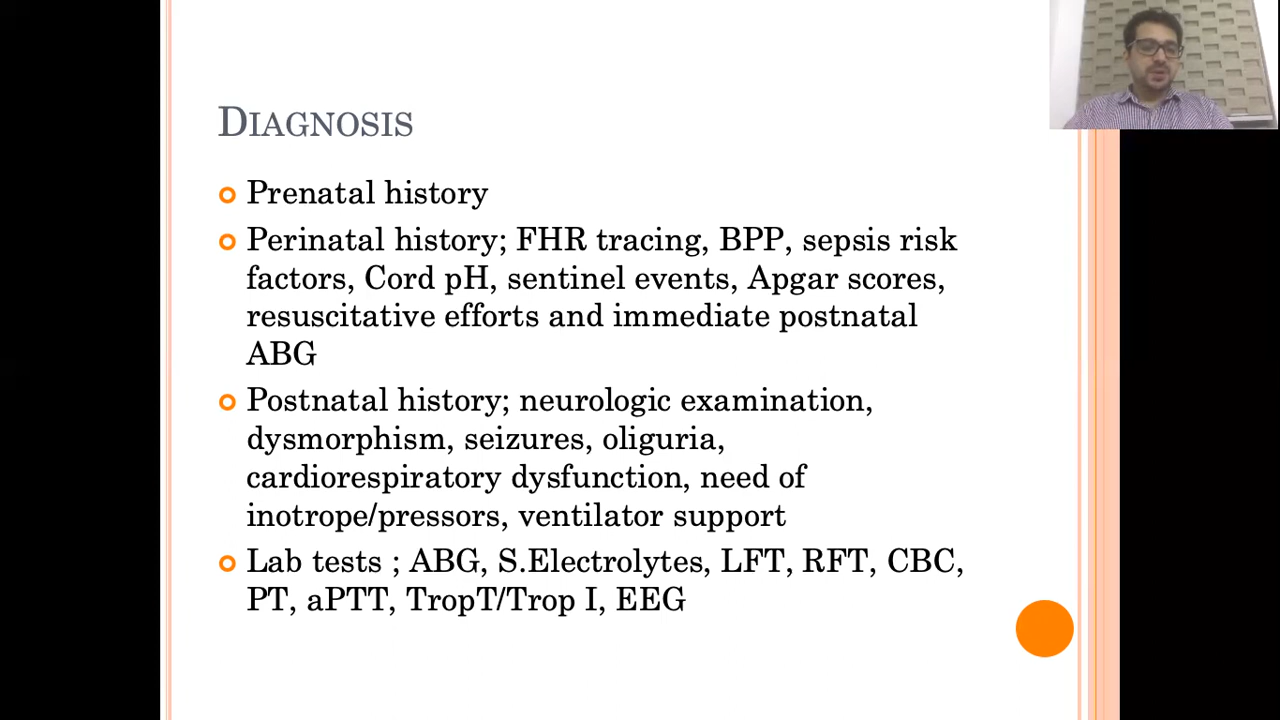 DIAGNOSIS
Prenatal history
Perinatal history; FHR tracing, BPP, sepsis risk
factors, Cord pH, sentinel events, Apgar scores,
resuscitative efforts and immediate postnatal
ABG
Postnatal history; neurologic examination,
dysmorphism, seizures, oliguria,
cardiorespiratory dysfunction, need of
inotrope/pressors, ventilator support
Lab tests ; ABG, S.Electrolytes, LFT, RFT, CBC,
PT, aPTT, TropT/Trop I, EEG